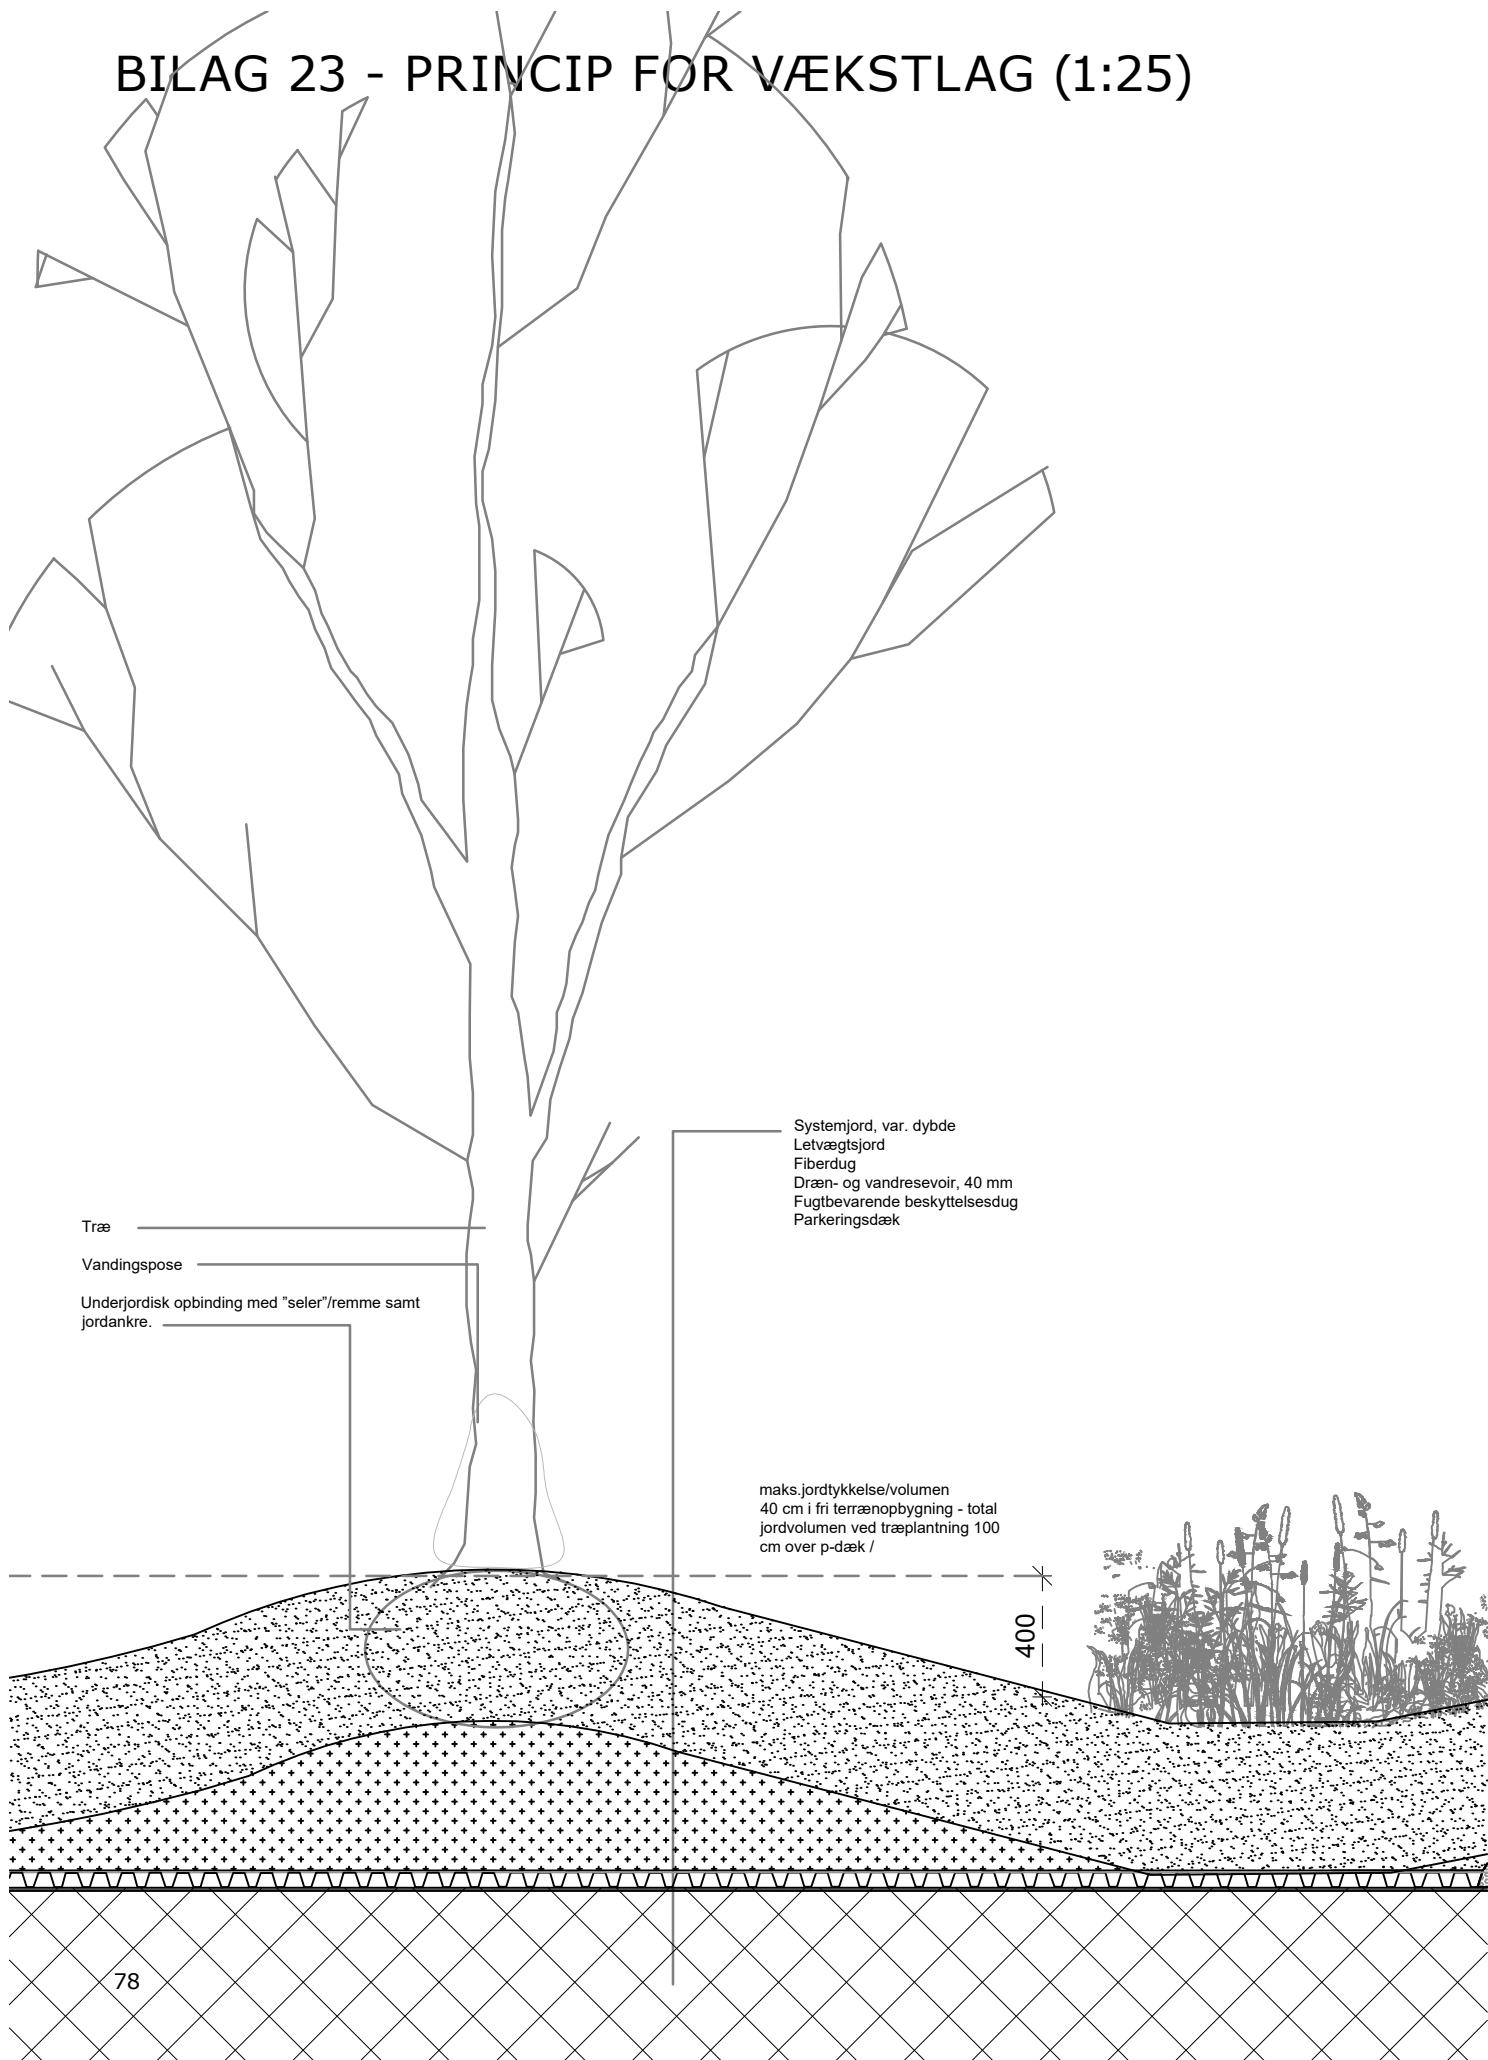 BILAG 23 - PRINCIP FOR VÆKSTLAG (1:25)
Systemjord, var. dybde
Letvægtsjord
Fiberdug
Dræn- og vandresevoir, 40 mm
Fugtbevarende beskyttelsesdug
Parkeringsdæk
Træ
Vandingspose
Underjordisk opbinding med ”seler”/remme samt
jordankre.
maks.jordtykkelse/volumen
40 cm i fri terrænopbygning - total
jordvolumen ved træplantning 100
cm over p-dæk /
400
78